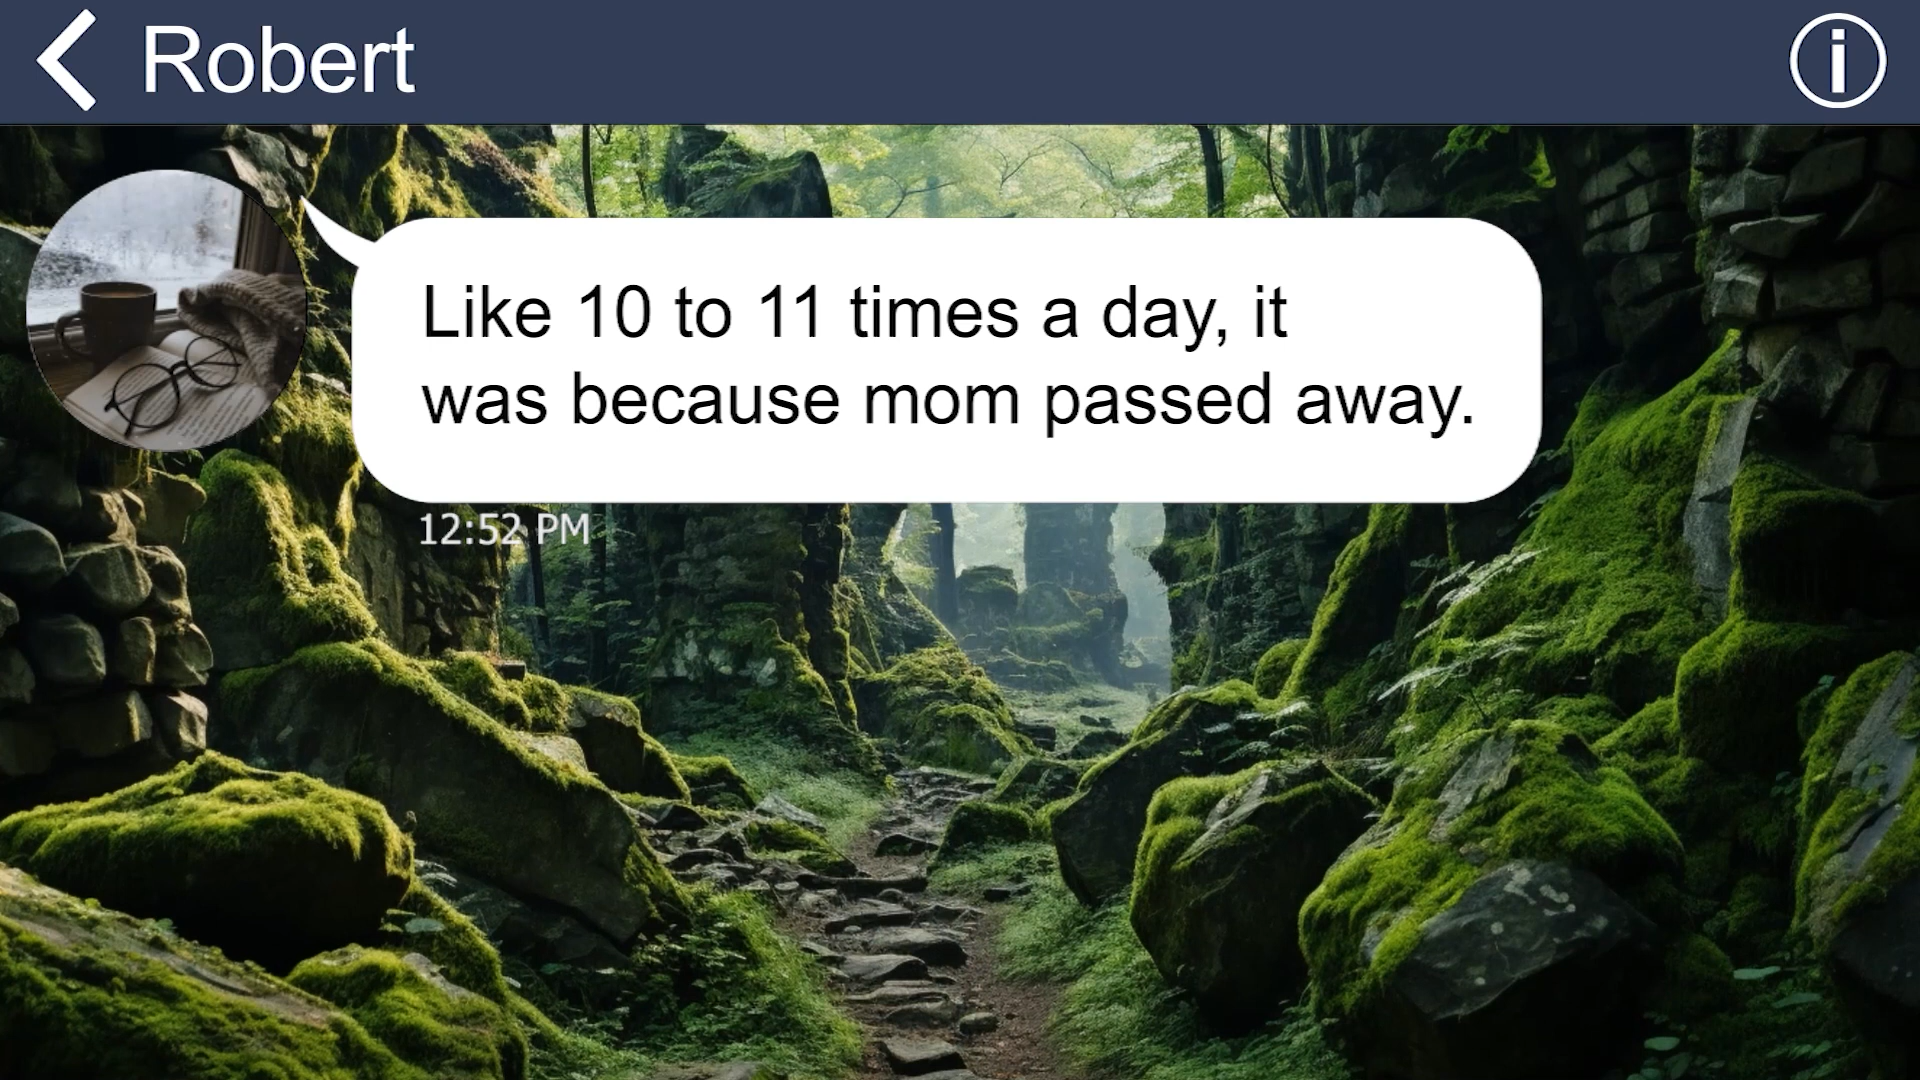 Robert
Like 10 to 11 times a day, it
was because mom passed away.
12:52 PM